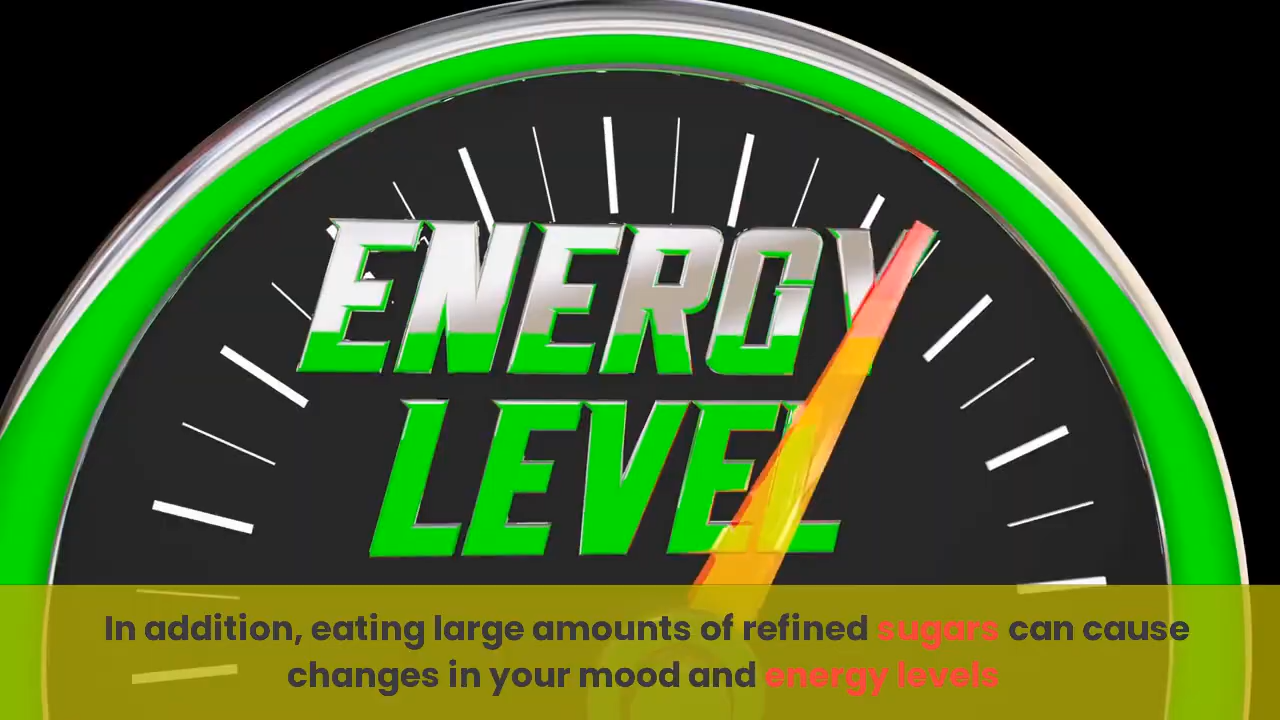 ENERGY
LEVEL
In addition, eating large amounts of refined sugars can cause
changes in your mood and energy levels